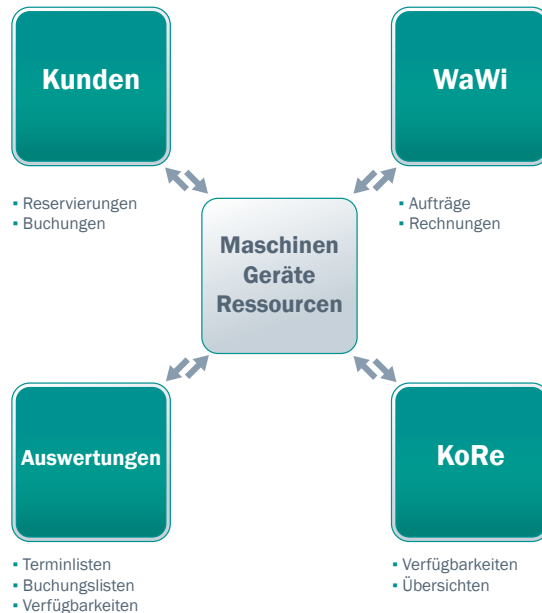 Kunden
▪ Reservierungen
▪ Buchungen
WaWi
▪ Aufträge
▪ Rechnungen
Maschinen
Geräte
Ressourcen
Auswertungen
▪ Terminlisten
▪ Buchungslisten
▪ Verfügbarkeiten
KoRe
▪ Verfügbarkeiten
▪ Übersichten